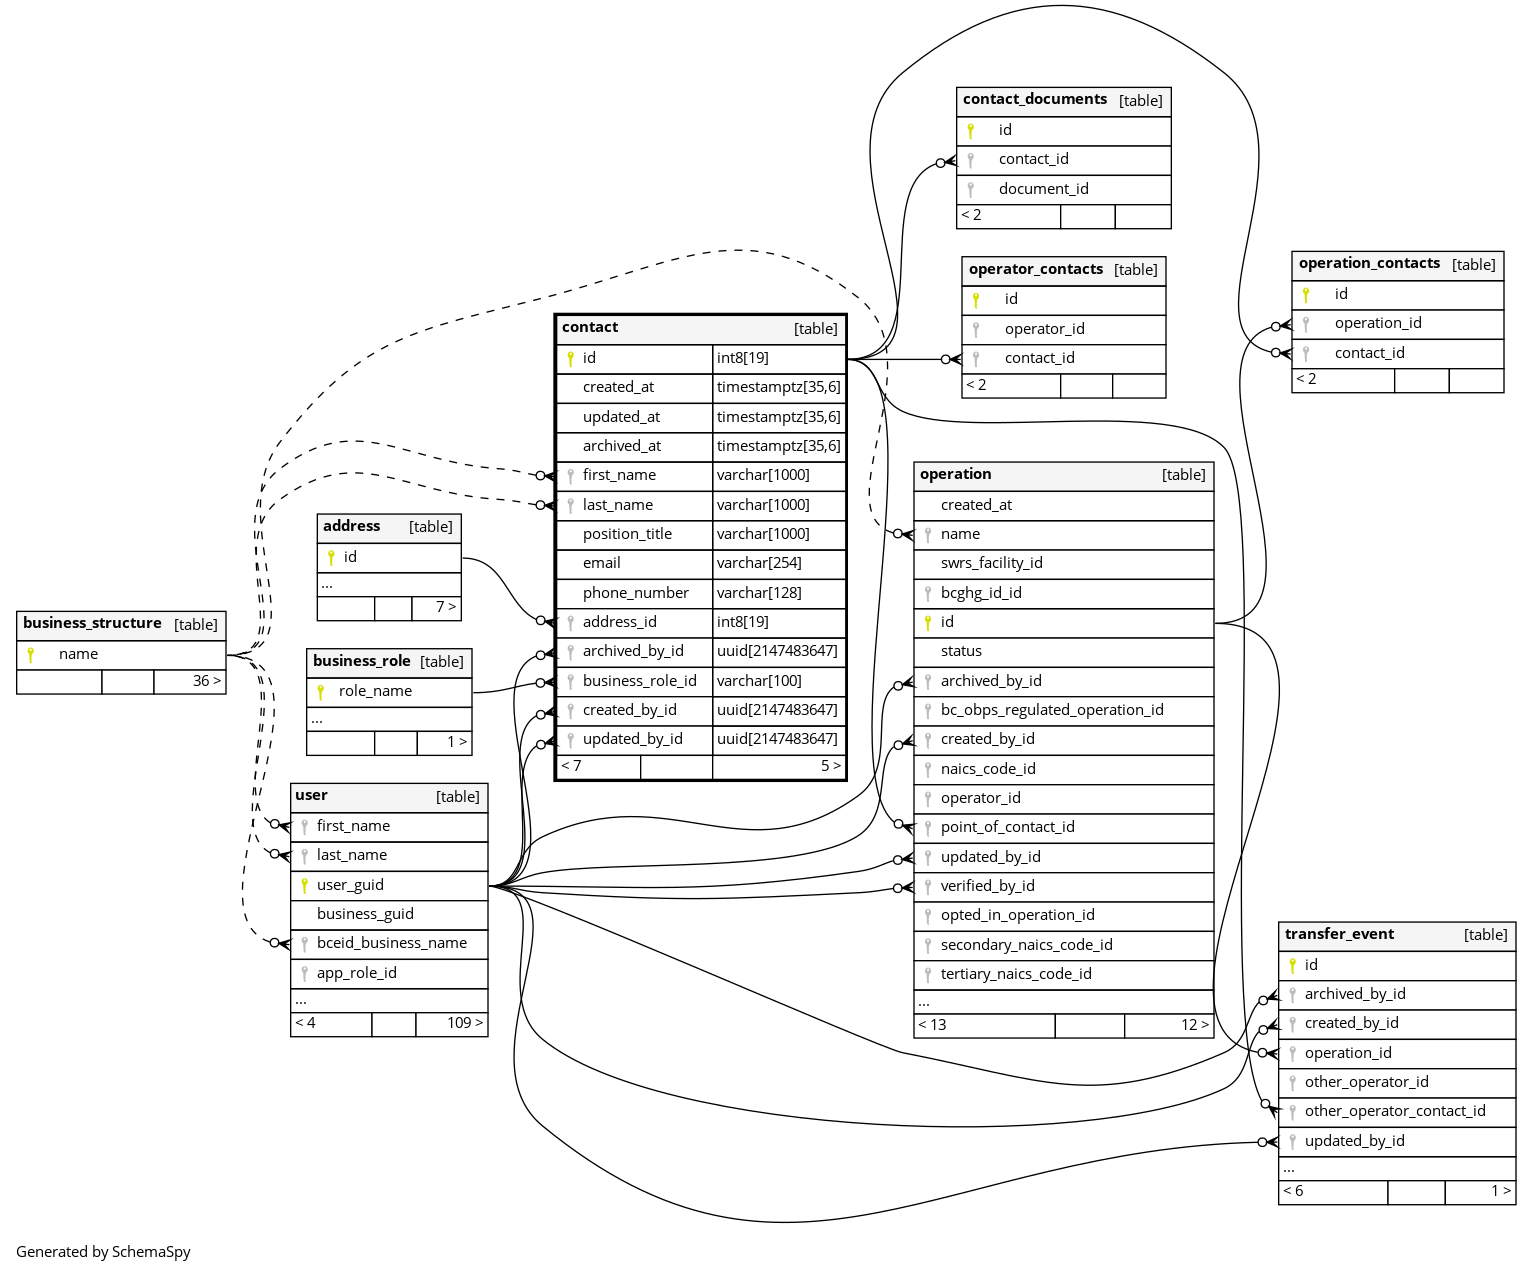 contact_documents [table]
id
contact_id
document_id
< 2
operator_contacts [table]
id
operator_id
contact_id
< 2
operation_contacts [table]
id
operation_id
contact_id
< 2
contact [table]
id int8[19]
created_at timestamptz[35,6]
updated_at timestamptz[35,6]
archived_at timestamptz[35,6]
first_name varchar[1000]
last_name varchar[1000]
position_title varchar[1000]
email varchar[254]
phone_number varchar[128]
address_id int8[19]
archived_by_id uuid[2147483647]
business_role_id varchar[100]
created_by_id uuid[2147483647]
updated_by_id uuid[2147483647]
< 7 5 >
operation [table]
created_at
name
swrs_facility_id
bcghg_id_id
id
status
archived_by_id
bc_obps_regulated_operation_id
created_by_id
naics_code_id
operator_id
point_of_contact_id
updated_by_id
verified_by_id
opted_in_operation_id
secondary_naics_code_id
tertiary_naics_code_id
...
< 13 12 >
address [table]
id
...
7 >
business_structure [table]
name
36 >
business_role [table]
role_name
...
1 >
user [table]
first_name
last_name
user_guid
business_guid
bceid_business_name
app_role_id
...
< 4 109 >
transfer_event [table]
id
archived_by_id
created_by_id
operation_id
other_operator_id
other_operator_contact_id
updated_by_id
...
< 6 1 >
Generated by SchemaSpy